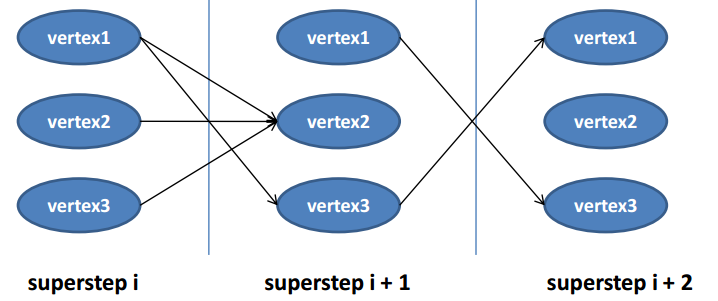 vertex1 vertex1 vertex1
vertex2 vertex2 vertex2
vertex3 vertex3 vertex3
superstep i superstep i + 1 superstep i + 2